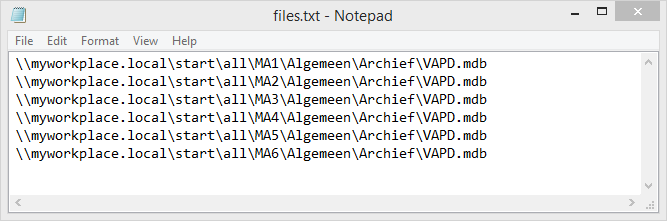 files.txt - Notepad
File Edit Format View Help
\\myworkplace.local\start\all\MA1\Algemeen\Archief\VAPD.mdb
\\myworkplace.local\start\all\MA2\Algemeen\Archief\VAPD.mdb
\\myworkplace.local\start\all\MA3\Algemeen\Archief\VAPD.mdb
\\myworkplace.local\start\all\MA4\Algemeen\Archief\VAPD.mdb
\\myworkplace.local\start\all\MA5\Algemeen\Archief\VAPD.mdb
\\myworkplace.local\start\all\MA6\Algemeen\Archief\VAPD.mdb